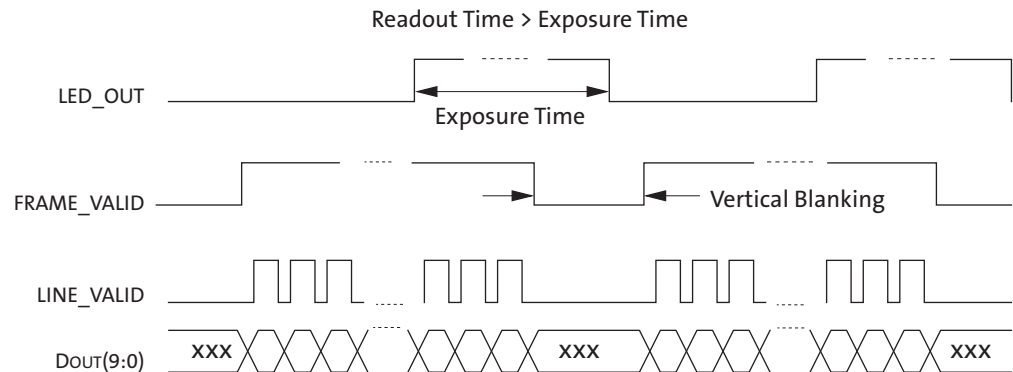 Readout Time > Exposure Time
LED_OUT
Exposure Time
FRAME_VALID
Vertical Blanking
LINE_VALID
DOUT(9:0)
XXX
XXX
XXX